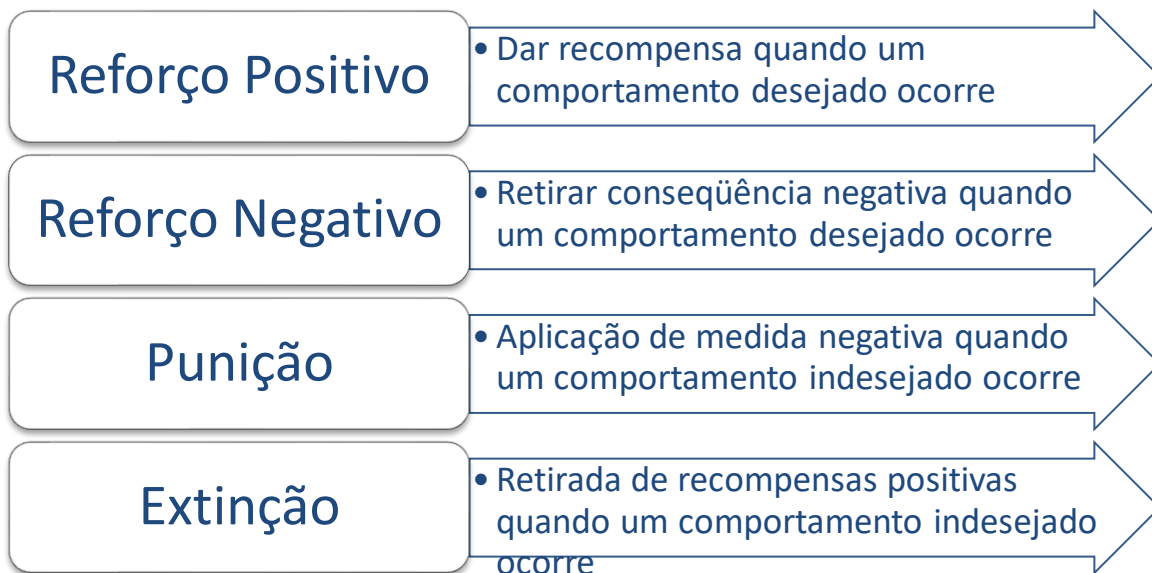 Reforço Positivo
• Dar recompensa quando um
comportamento desejado ocorre
Reforço Negativo
• Retirar conseqüência negativa quando
um comportamento desejado ocorre
Punição
• Aplicação de medida negativa quando
um comportamento indesejado ocorre
Extinção
• Retirada de recompensas positivas
quando um comportamento indesejado
ocorre